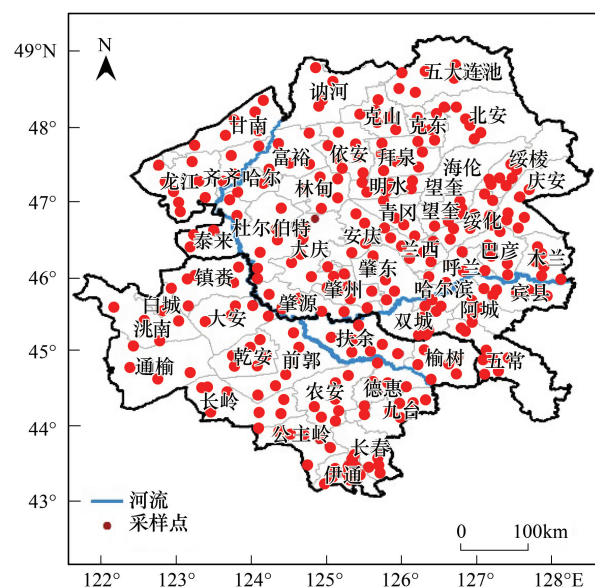 49°N
N
五大连池
讷河
48°
甘南
克山
克东
北安
富裕
依安
拜泉
海伦
绥棱
龙江
齐齐哈尔
林甸
明水
望奎
庆安
47°
青冈
望奎
绥化
杜尔伯特
泰来
大庆
安庆
兰西
巴彦
木兰
46°
镇赉
肇东
呼兰
白城
肇源
肇州
哈尔滨
宾县
洮南
大安
双城
阿城
45°
通榆
乾安
前郭
扶余
榆树
五常
长岭
农安
德惠
九台
44°
公主岭
长春
伊通
43°
河流
采样点
0 100km
122° 123° 124° 125° 126° 127° 128°E